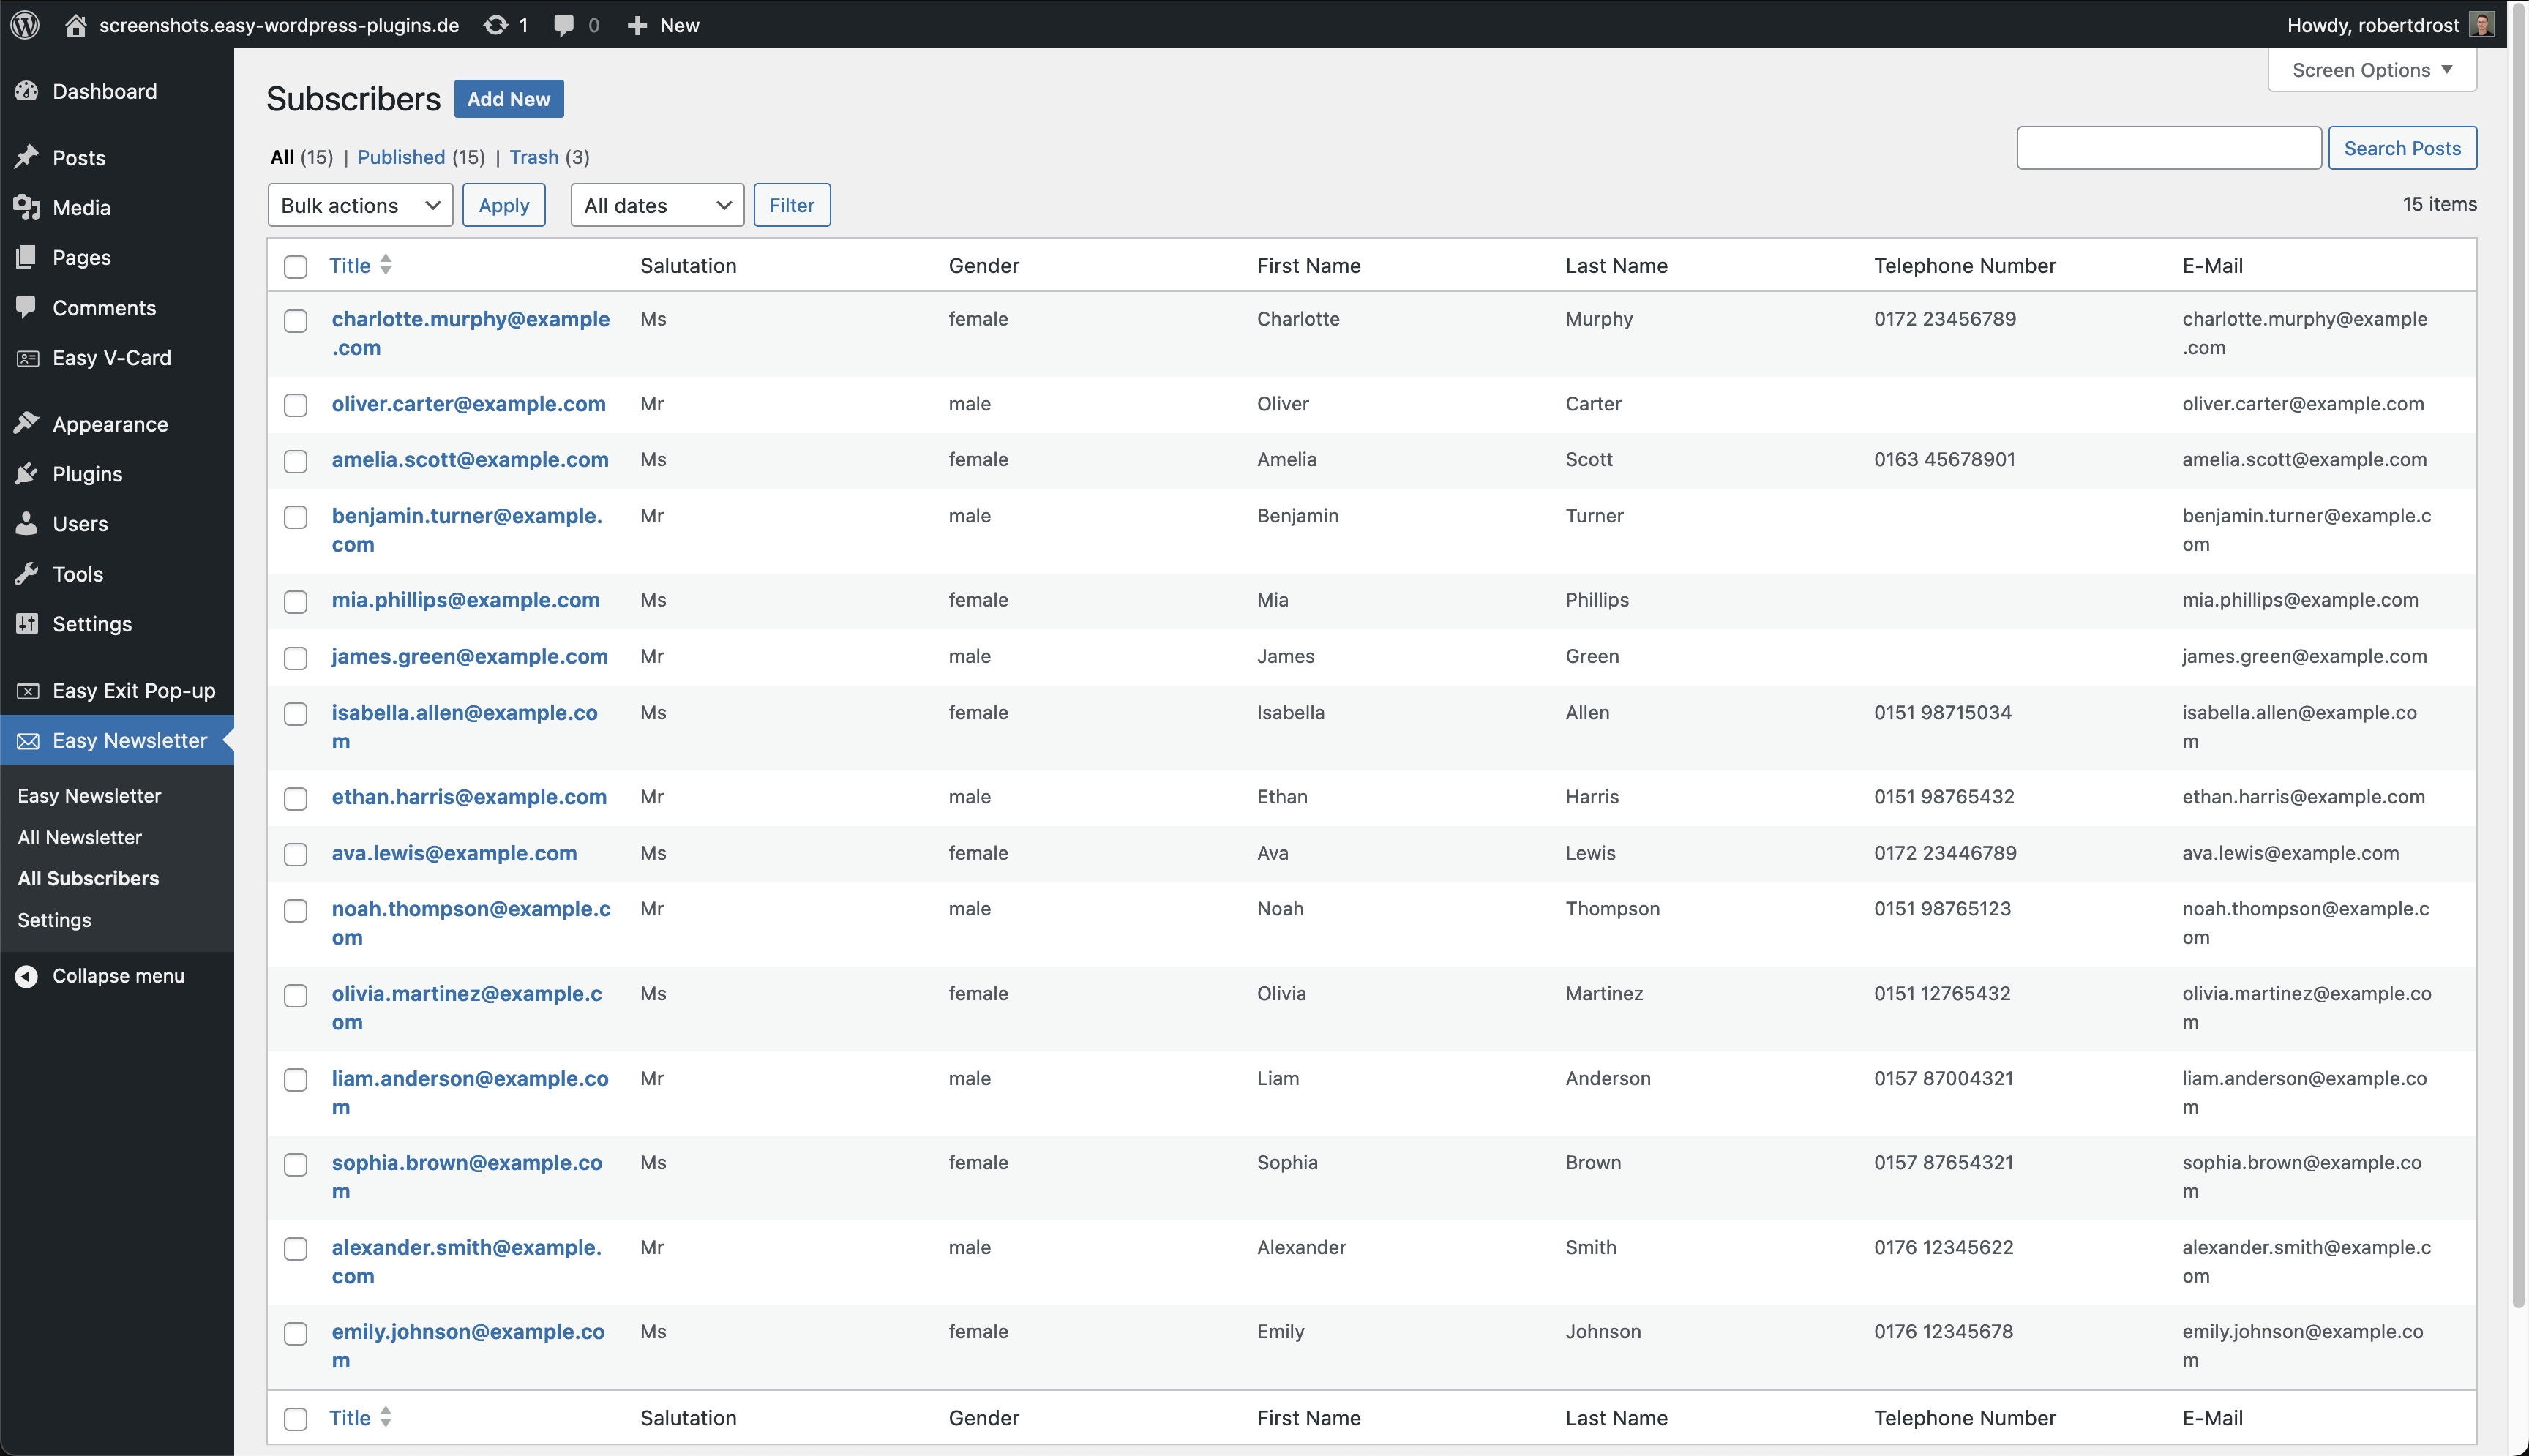 screenshots.easy-wordpress-plugins.de 1 0 New Howdy, robertdrost
Dashboard
Posts
Media
Pages
Comments
Easy V-Card
Appearance
Plugins
Users
Tools
Settings
Easy Exit Pop-up
Easy Newsletter
Easy Newsletter
All Newsletter
All Subscribers
Settings
Collapse menu
Screen Options
Subscribers Add New
All (15) | Published (15) | Trash (3)
Search Posts
Bulk actions Apply All dates Filter
15 items
Title Salutation Gender First Name Last Name Telephone Number E-Mail
charlotte.murphy@example Ms female Charlotte Murphy 0172 23456789 charlotte.murphy@example
.com .com
oliver.carter@example.com Mr male Oliver Carter oliver.carter@example.com
amelia.scott@example.com Ms female Amelia Scott 0163 45678901 amelia.scott@example.com
benjamin.turner@example. Mr male Benjamin Turner benjamin.turner@example.c
com om
mia.phillips@example.com Ms female Mia Phillips mia.phillips@example.com
james.green@example.com Mr male James Green james.green@example.com
isabella.allen@example.co Ms female Isabella Allen 0151 98715034 isabella.allen@example.co
m m
ethan.harris@example.com Mr male Ethan Harris 0151 98765432 ethan.harris@example.com
ava.lewis@example.com Ms female Ava Lewis 0172 23446789 ava.lewis@example.com
noah.thompson@example.c Mr male Noah Thompson 0151 98765123 noah.thompson@example.c
om om
olivia.martinez@example.c Ms female Olivia Martinez 0151 12765432 olivia.martinez@example.co
om m
liam.anderson@example.co Mr male Liam Anderson 0157 87004321 liam.anderson@example.co
m m
sophia.brown@example.co Ms female Sophia Brown 0157 87654321 sophia.brown@example.co
m m
alexander.smith@example. Mr male Alexander Smith 0176 12345622 alexander.smith@example.c
com om
emily.johnson@example.co Ms female Emily Johnson 0176 12345678 emily.johnson@example.co
m m
Title Salutation Gender First Name Last Name Telephone Number E-Mail